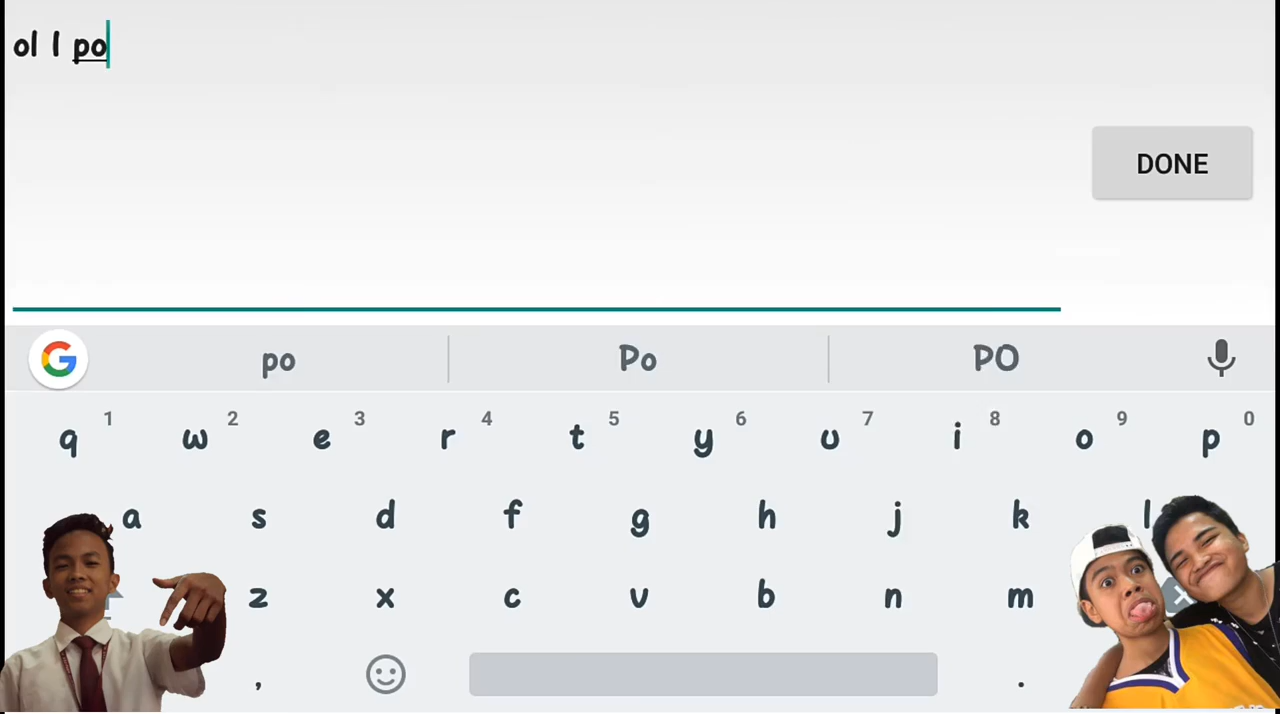 ol l po
DONE
po Po PO
1 2 3 4 5 6 7 8 9 0
q w e r t y u i o p
a s d f g h j k l
z x c v b n m
, .